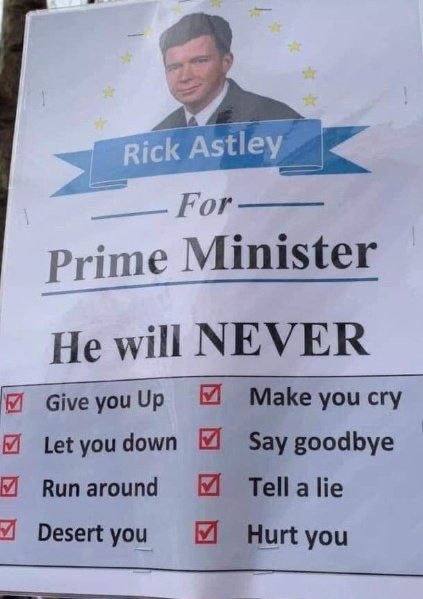 Rick Astley
For
Prime Minister
He will NEVER
Give you Up
Make you cry
Let you down
Say goodbye
Run around
Tell a lie
Desert you
Hurt you